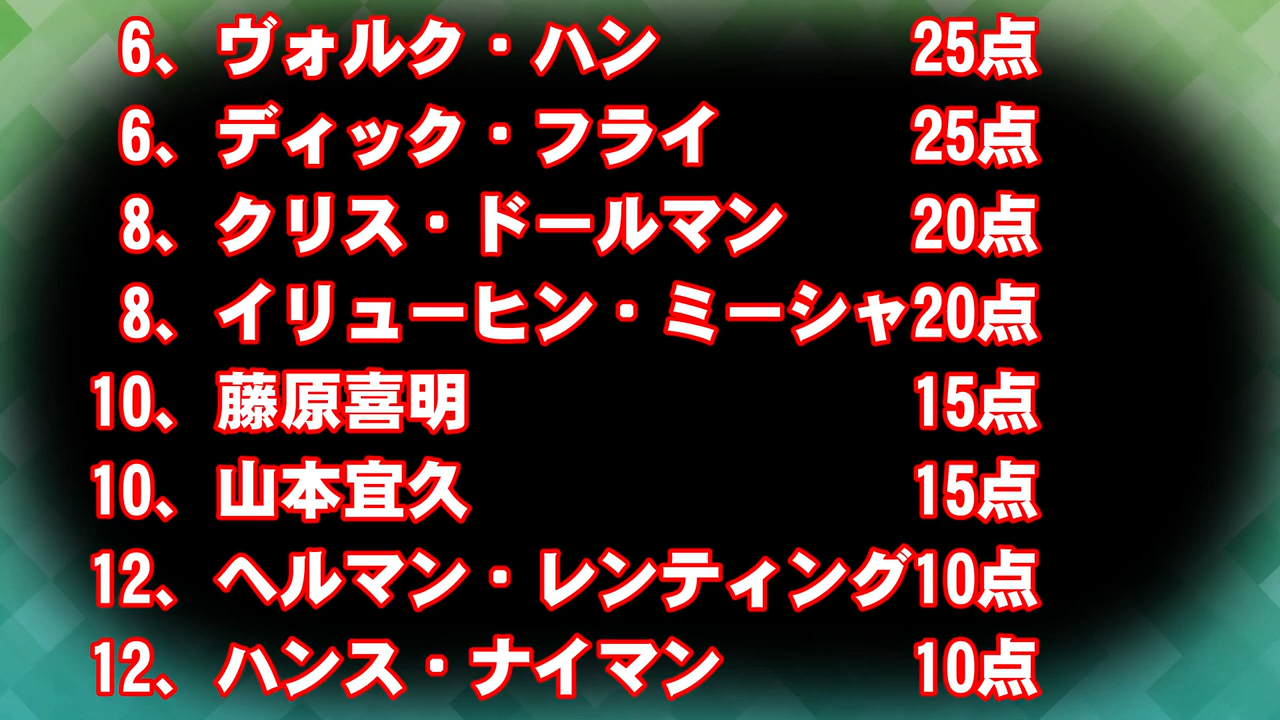 6、ヴォルク・ハン 25点
6、ディック・フライ 25点
8、クリス・ドールマン 20点
8、イリューヒン・ミーシャ 20点
10、藤原喜明 15点
10、山本宜久 15点
12、ヘルマン・レンティング 10点
12、ハンス・ナイマン 10点